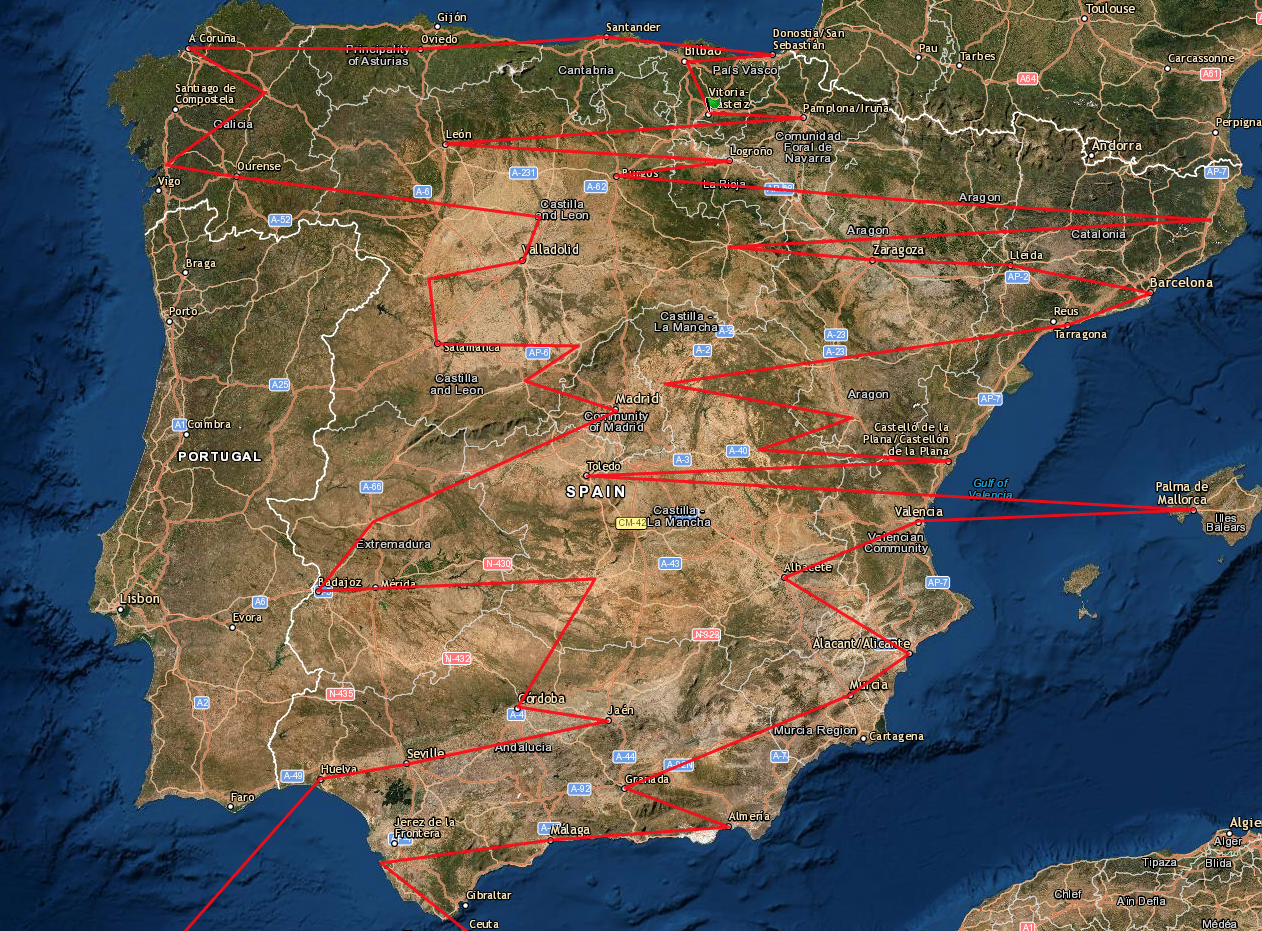 Toulouse
Gijón
A Coruña
Oviedo
Santander
Donostia/San
Sebastián
Principality
of Asturias
Bilbao
Pau
Tarbes
Carcassonne
Cantabria
País Vasco
A64
A61
Santiago de
Compostela
Vitoria-
Gasteiz
Pamplona/Iruña
Galicia
Perpigna
León
Comunidad
Foral de
Navarra
Logroño
Andorra
Ourense
A-231
Burgos
AP-7
Vigo
A-6
A-62
La Rioja
AP-68
Aragon
Castilla
and Leon
A-52
Aragon
Catalonia
Valladolid
Zaragoza
Lleida
Braga
AP-2
Barcelona
Porto
Castilla -
La Mancha
A-2
Reus
Tarragona
A-23
Salamanca
AP-6
A-2
A-23
A25
Castilla
and Leon
Aragon
AP-7
Madrid
Community
of Madrid
A1
Coimbra
Castelló de la
Plana/Castellón
de la Plana
PORTUGAL
A-40
A-3
Toledo
SPAIN
A-66
Gulf of
Valencia
Palma de
Mallorca
Illes
Balears
Castilla -
La Mancha
CM-42
Valencia
Valencian
Community
Extremadura
N-430
A-43
Albacete
Badajoz
Mérida
AP-7
Lisbon
A6
Evora
N-322
Alacant/Alicante
N-432
Murcia
N-435
A2
Córdoba
A-4
Jaén
Murcia Region
Cartagena
Andalucia
Seville
A-44
A-92N
A-7
Huelva
A-49
Granada
A-92
Faro
Jerez de la
Frontera
Málaga
Almería
Algie
Alger
Tipaza
Blida
Gibraltar
Chlef
Aïn Defla
Ceuta
A1
Médéa